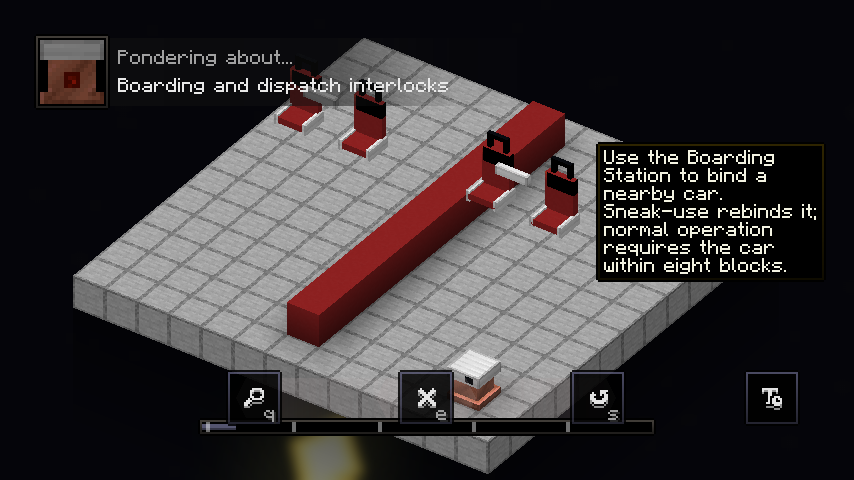 Pondering about...
Boarding and dispatch interlocks
Use the Boarding
Station to bind a
nearby car.
Sneak-use rebinds it;
normal operation
requires the car
within eight blocks.
q
e
s
T